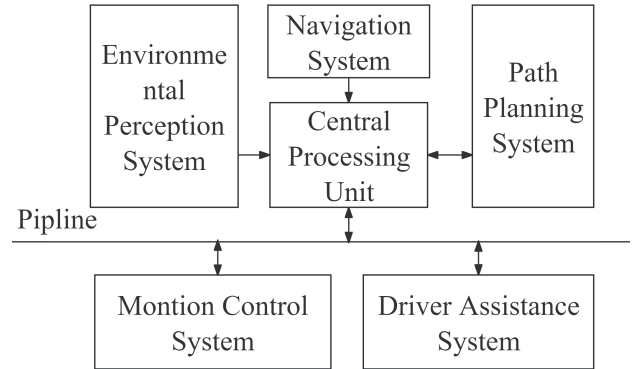 Environme
ntal
Perception
System
Navigation
System
Central
Processing
Unit
Path
Planning
System
Pipline
Montion Control
System
Driver Assistance
System